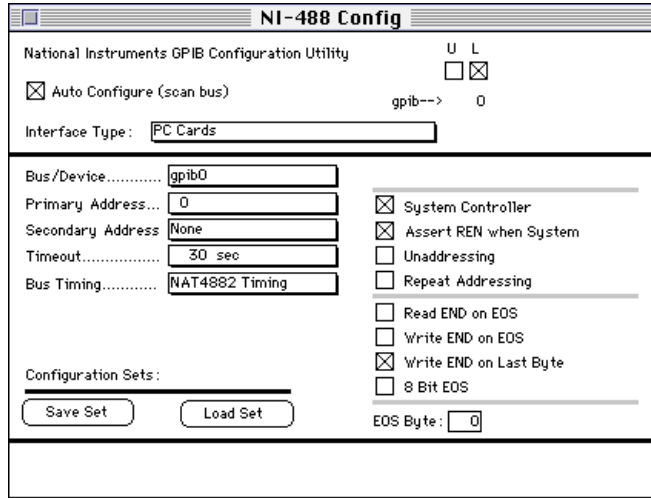 NI-488 Config
National Instruments GPIB Configuration Utility
U L
Auto Configure (scan bus)
gpib--> 0
Interface Type: PC Cards
Bus/Device........... gpib0
Primary Address... 0
Secondary Address None
Timeout................ 30 sec
Bus Timing........... NAT4882 Timing
System Controller
Assert REN when System
Unaddressing
Repeat Addressing
Read END on EOS
Write END on EOS
Write END on Last Byte
8 Bit EOS
Configuration Sets:
Save Set Load Set
EOS Byte: 0